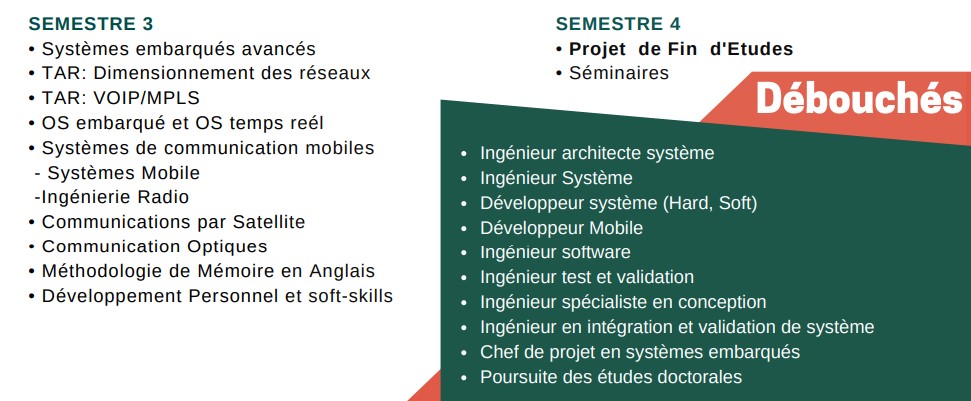 SEMESTRE 3
• Systèmes embarqués avancés
• TAR: Dimensionnement des réseaux
• TAR: VOIP/MPLS
• OS embarqué et OS temps reél
• Systèmes de communication mobiles
- Systèmes Mobile
-Ingénierie Radio
• Communications par Satellite
• Communication Optiques
• Méthodologie de Mémoire en Anglais
• Développement Personnel et soft-skills
SEMESTRE 4
• Projet de Fin d'Etudes
• Séminaires
Débouchés
• Ingénieur architecte système
• Ingénieur Système
• Développeur système (Hard, Soft)
• Développeur Mobile
• Ingénieur software
• Ingénieur test et validation
• Ingénieur spécialiste en conception
• Ingénieur en intégration et validation de système
• Chef de projet en systèmes embarqués
• Poursuite des études doctorales